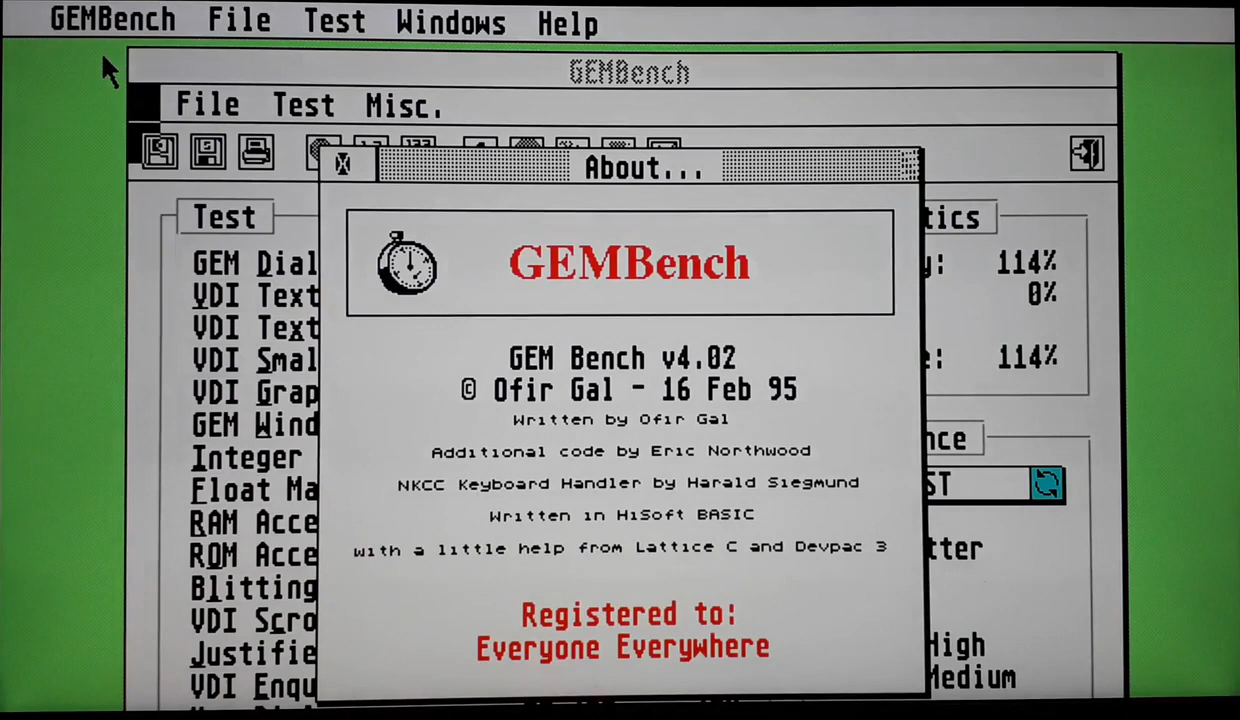 GEMBench File Test Windows Help
GEMBench
File Test Misc.
About...
Test
tics
GEM Dial
VDI Text
VDI Text
VDI Smal
VDI Grap
GEM Wind
Integer
Float Ma
RAM Acce
ROM Acce
Blitting
VDI Scro
Justifie
VDI Enqu
GEMBench
GEM Bench v4.02
© Ofir Gal - 16 Feb 95
Written by Ofir Gal
Additional code by Eric Northwood
NKCC Keyboard Handler by Harald Siegmund
Written in HiSoft BASIC
with a little help from Lattice C and Devpac 3
Registered to:
Everyone Everywhere
y: 114%
0%
e: 114%
nce
ST
tter
High
Medium